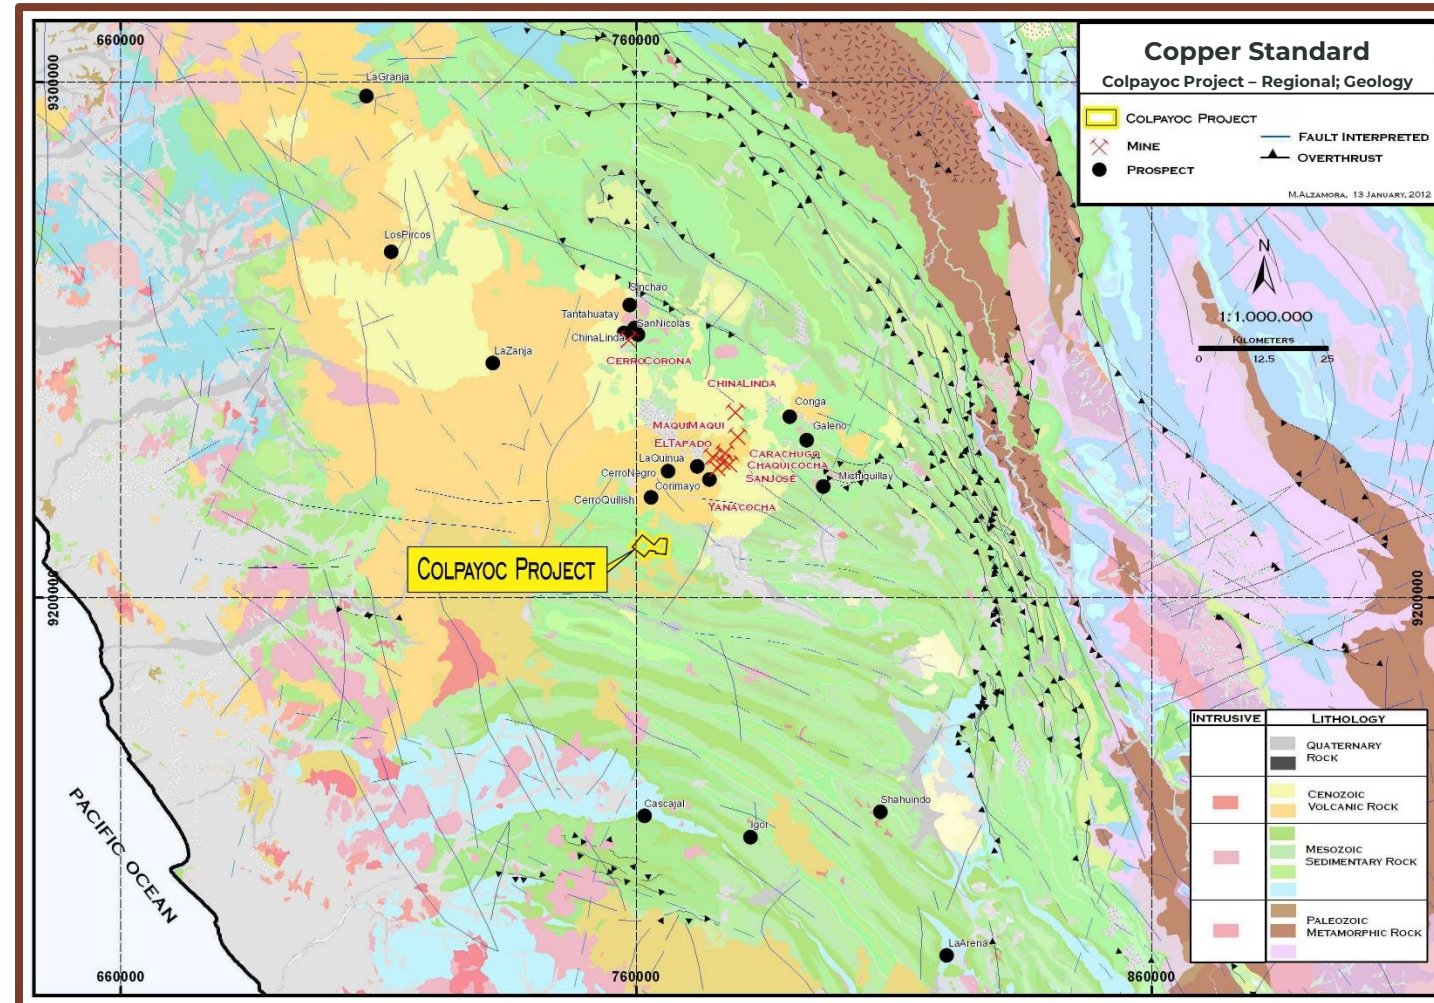 660000
760000
9300000
Copper Standard
Colpayoc Project – Regional; Geology
COLPAYOC PROJECT
MINE
PROSPECT
FAULT INTERPRETED
OVERTHRUST
M.ALZAMORA, 13 JANUARY, 2012
N
1:1,000,000
KILOMETERS
0 12.5 25
LaGranja
LosPircos
Sinchao
Tantahuatay
SanNicolas
ChinaLinda
CERROCORONA
LaZanja
CHINALINDA
Conga
MAQUIMAQUI
Galeno
ELTAPADO
LaQuinua
CARACHUGO
CerroNegro
CHAQUICOCHA
Corimayo
SANJOSÉ
Michiquillay
CerroQuilish
YANACOCHA
COLPAYOC PROJECT
9200000
9200000
PACIFIC OCEAN
Cascajal
Igor
Shahuindo
LaArena
INTRUSIVE
LITHOLOGY
QUATERNARY
ROCK
CENOZOIC
VOLCANIC ROCK
MESOZOIC
SEDIMENTARY ROCK
PALEOZOIC
METAMORPHIC ROCK
660000
760000
860000